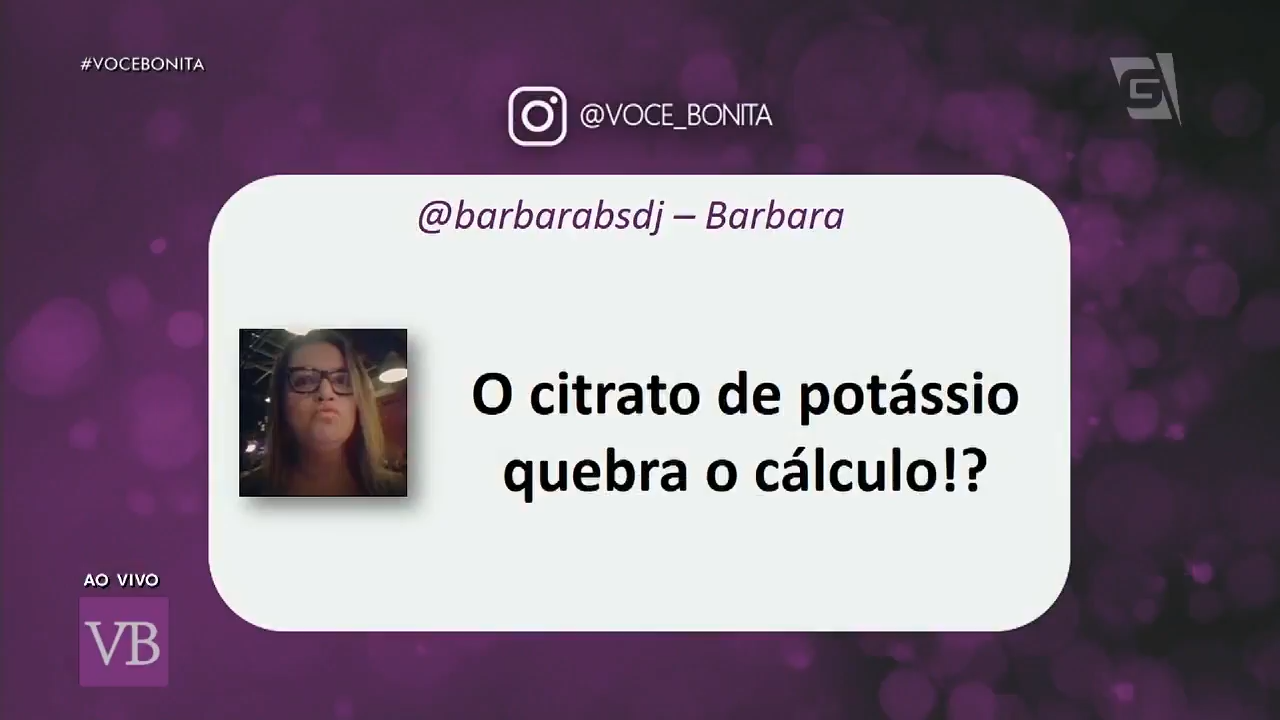 #VOCEBONITA
@VOCE_BONITA
@barbarabsdj – Barbara
O citrato de potássio
quebra o cálculo!?
AO VIVO
VB